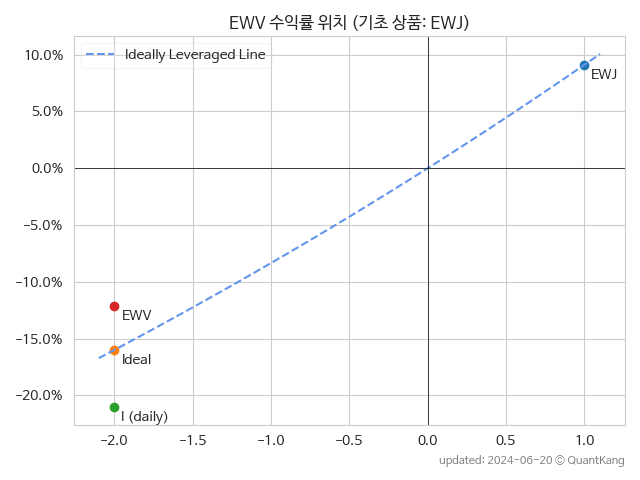 EWV 수익률 위치 (기초 상품: EWJ)
Ideally Leveraged Line
10.0%
5.0%
0.0%
−5.0%
−10.0%
−15.0%
−20.0%
EWJ
EWV
Ideal
I (daily)
−2.0 −1.5 −1.0 −0.5 0.0 0.5 1.0
updated: 2024-06-20 © QuantKang